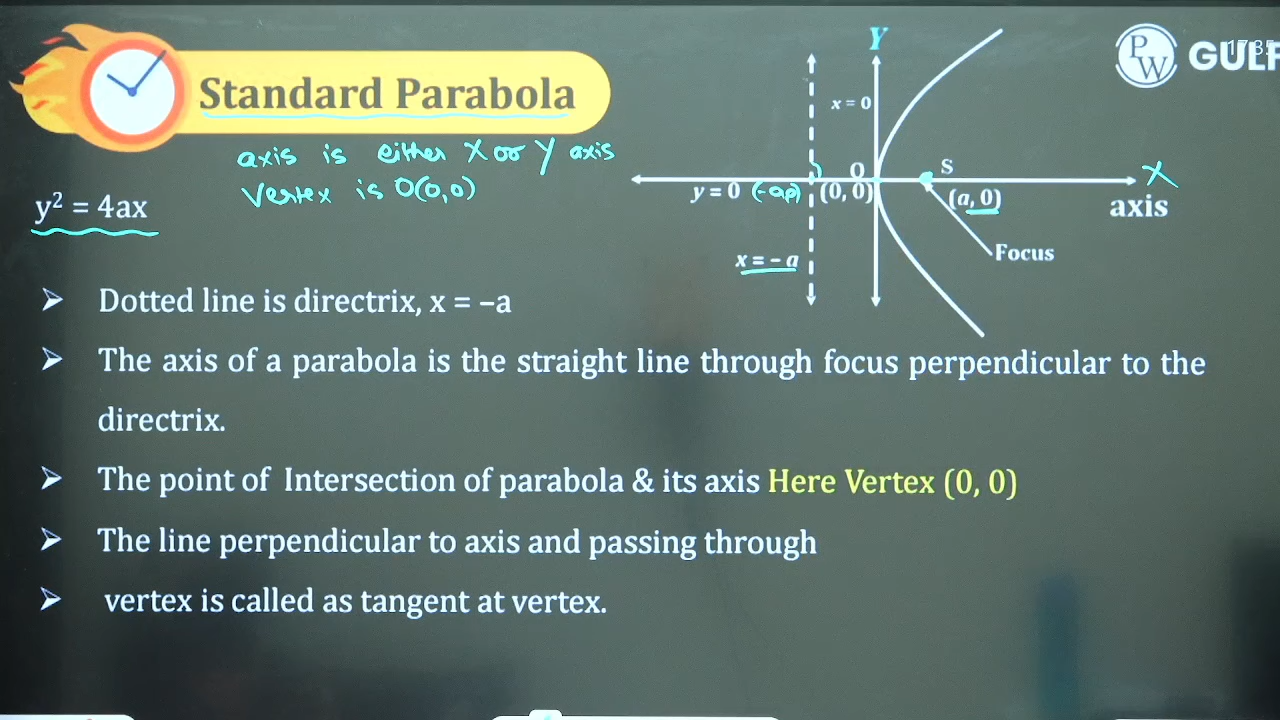 Standard Parabola
axis is either X or Y axis
Vertex is O(0,0)
y² = 4ax
Y
x = 0
O
S
X
y = 0
(-a,0)
(0, 0)
(a, 0)
axis
x = – a
Focus
PW
GULF
➢ Dotted line is directrix, x = –a
➢ The axis of a parabola is the straight line through focus perpendicular to the
directrix.
➢ The point of Intersection of parabola & its axis Here Vertex (0, 0)
➢ The line perpendicular to axis and passing through
➢ vertex is called as tangent at vertex.